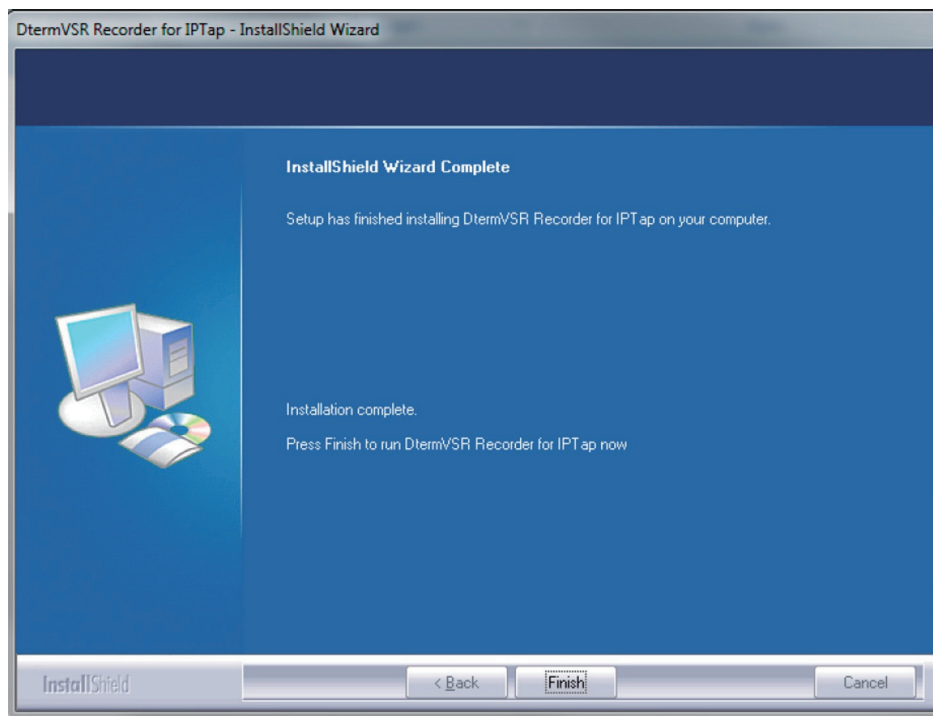 DtermVSR Recorder for IPTap - InstallShield Wizard
InstallShield Wizard Complete
Setup has finished installing DtermVSR Recorder for IPTap on your computer.
Installation complete.
Press Finish to run DtermVSR Recorder for IPTap now
InstallShield
< Back Finish Cancel